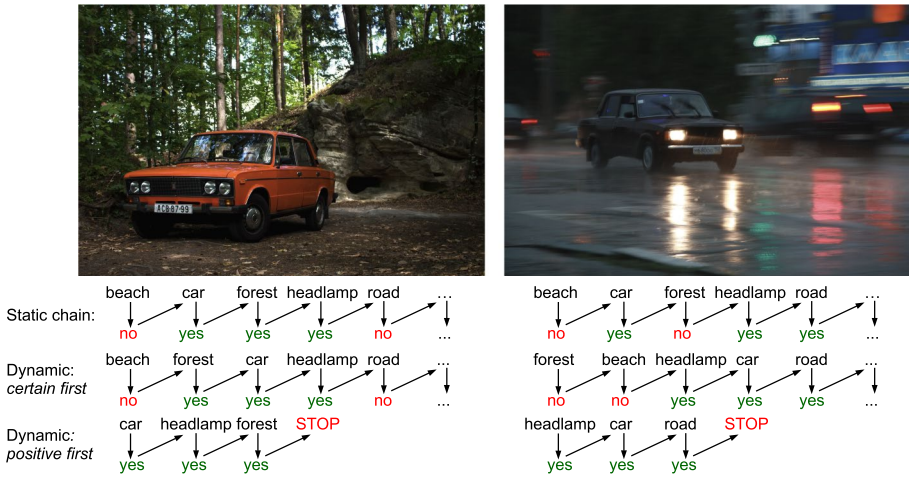 ACB 87-99
beach car forest headlamp road ...
Static chain:
no yes yes yes no ...
beach forest car headlamp road ...
Dynamic:
certain first
no yes yes yes no ...
car headlamp forest STOP
Dynamic:
positive first
yes yes yes
beach car forest headlamp road ...
no yes no yes yes ...
forest beach headlamp car road ...
no no yes yes yes ...
headlamp car road STOP
yes yes yes